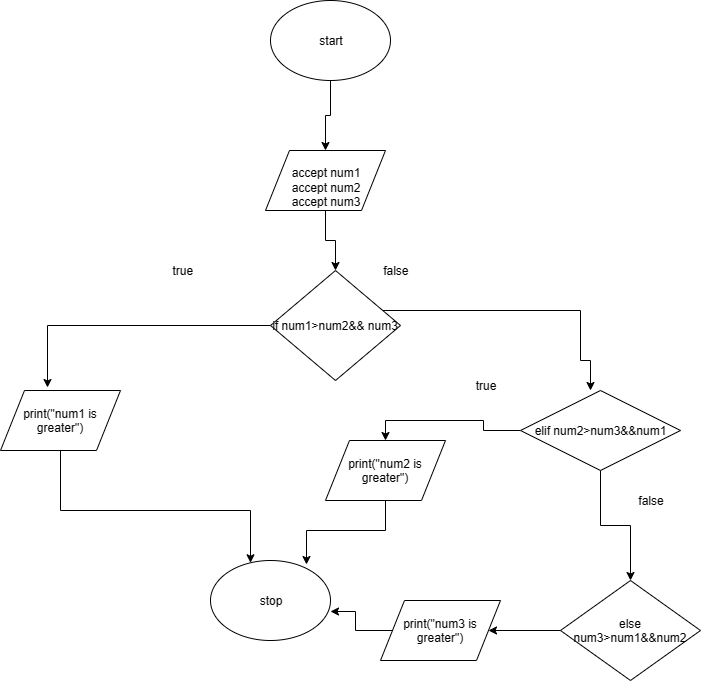 start
accept num1
accept num2
accept num3
true
false
if num1>num2&& num3
true
print("num1 is
greater")
elif num2>num3&&num1
print("num2 is
greater")
false
stop
print("num3 is
greater")
else
num3>num1&&num2